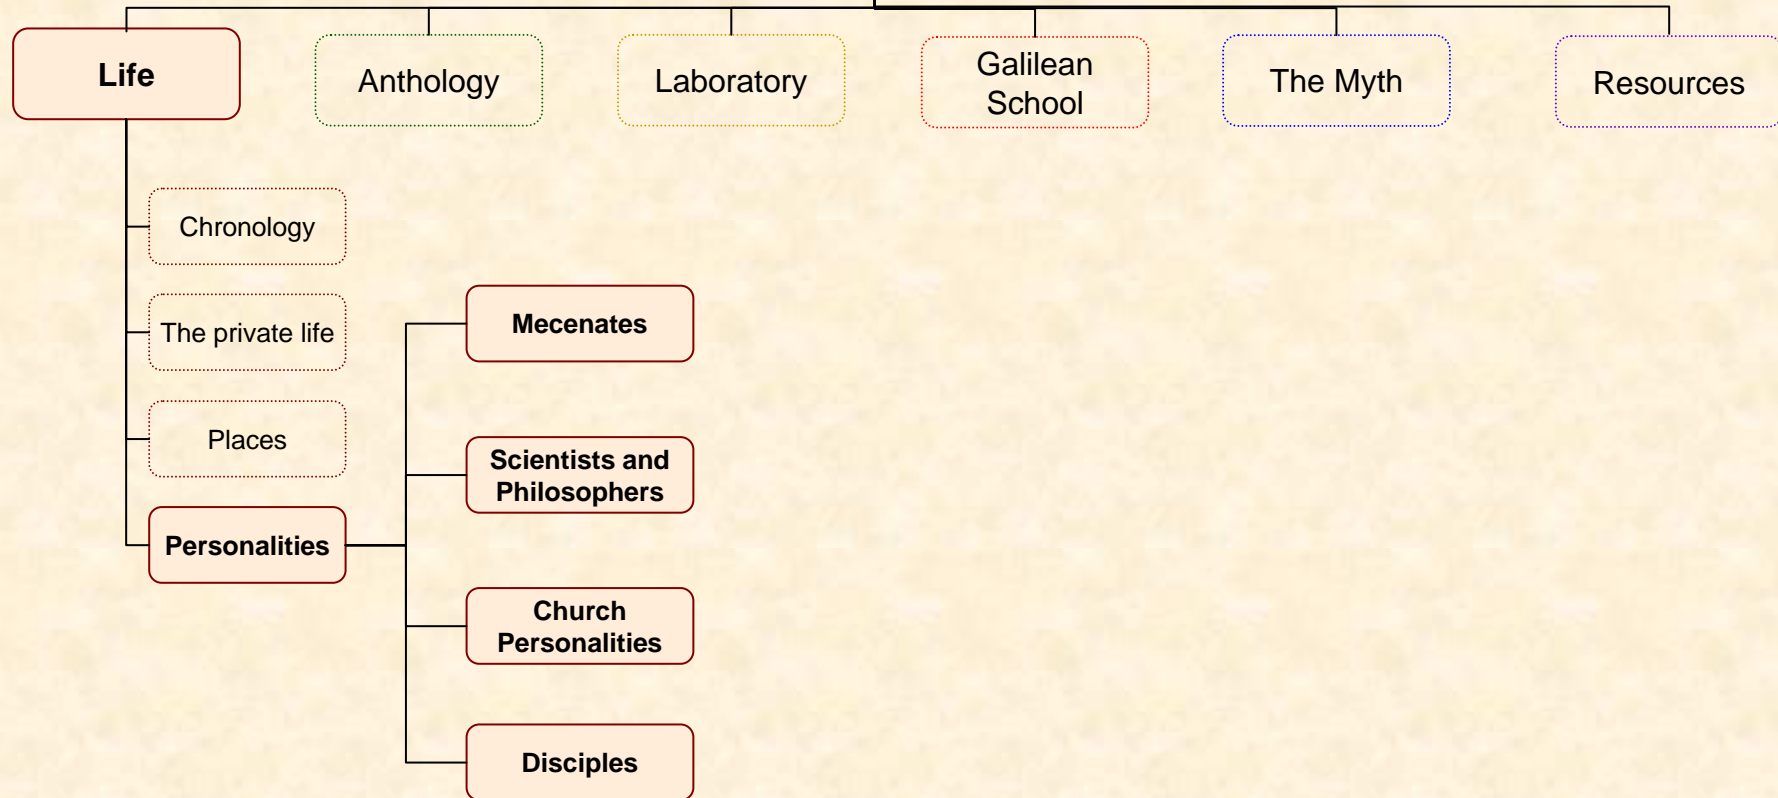 Life
Anthology
Laboratory
Galilean
School
The Myth
Resources
Chronology
The private life
Places
Personalities
Mecenates
Scientists and
Philosophers
Church
Personalities
Disciples